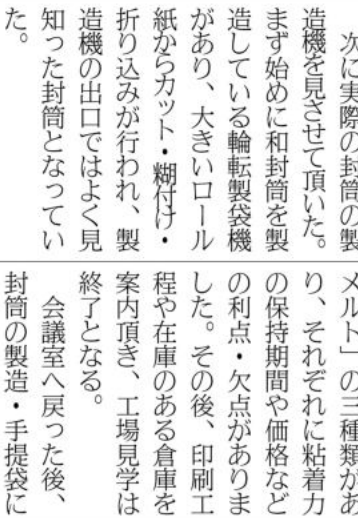 次に実際の封筒の製
造機を見させて頂いた。
まず始めに和封筒を製
造している輪転製袋機
があり、大きいロール
紙からカット・糊付け・
折り込みが行われ、製
造機の出口ではよく見
知った封筒となってい
た。
メルト」の三種類があ
り、それぞれに粘着力
の保持期間や価格など
の利点・欠点がありま
した。その後、印刷工
程や在庫のある倉庫を
案内頂き、工場見学は
終了となる。
　会議室へ戻った後、
封筒の製造・手提袋に